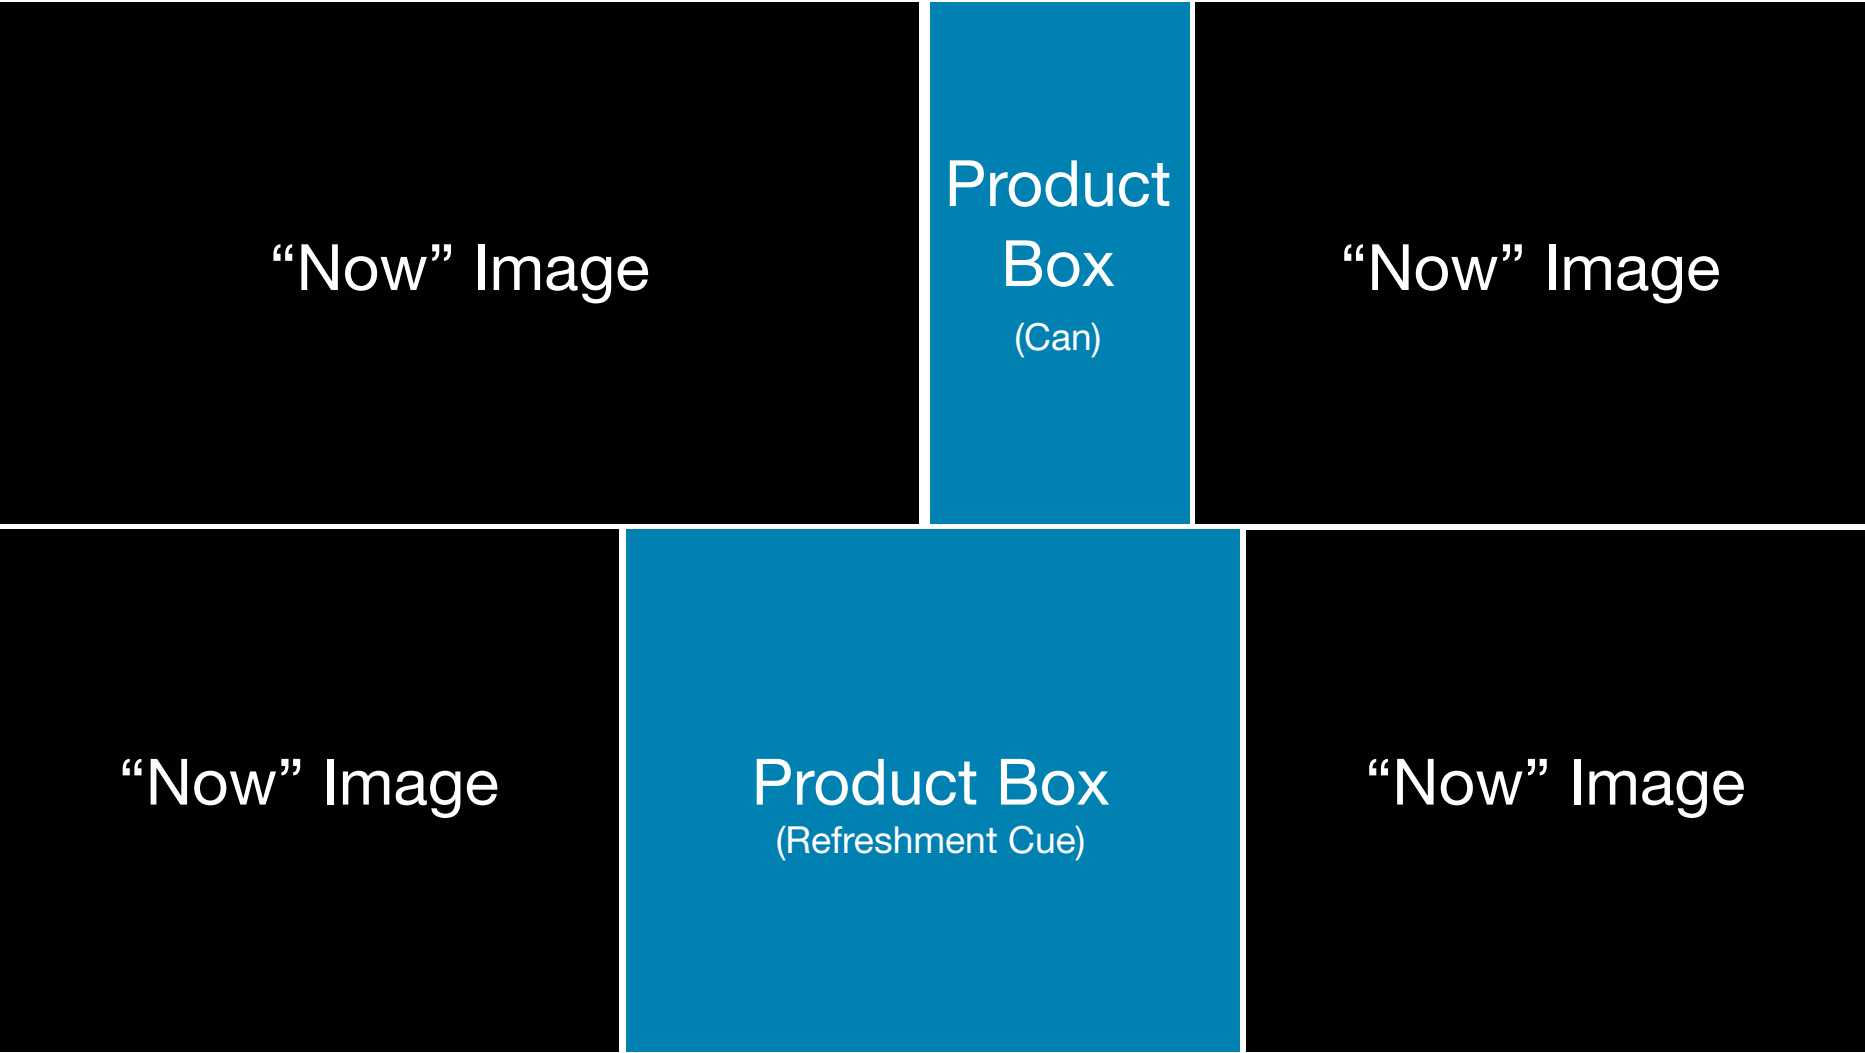 “Now” Image
Product
Box
(Can)
“Now” Image
“Now” Image
Product Box
(Refreshment Cue)
“Now” Image